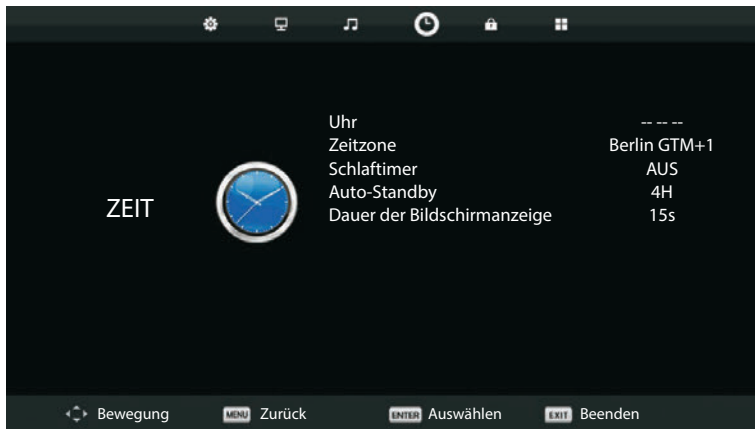 Uhr -- -- --
Zeitzone Berlin GTM+1
Schlaftimer AUS
Auto-Standby 4H
ZEIT
Dauer der Bildschirmanzeige 15s
Bewegung MENU Zurück ENTER Auswählen EXIT Beenden